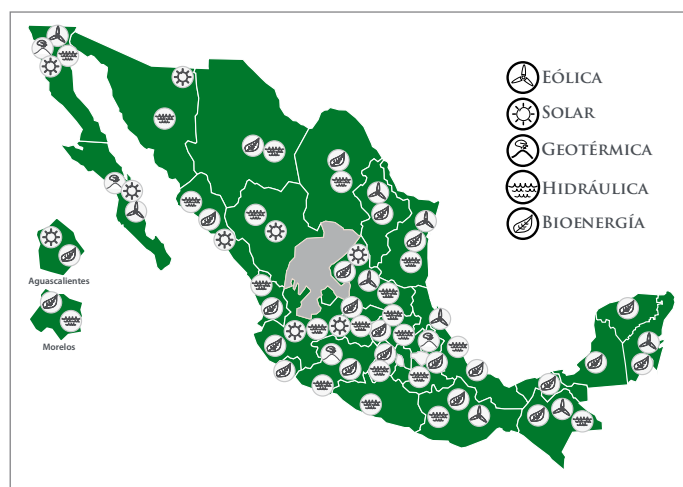 Eólica
Solar
Geotérmica
Hidráulica
Bioenergía
Aguascalientes
Morelos